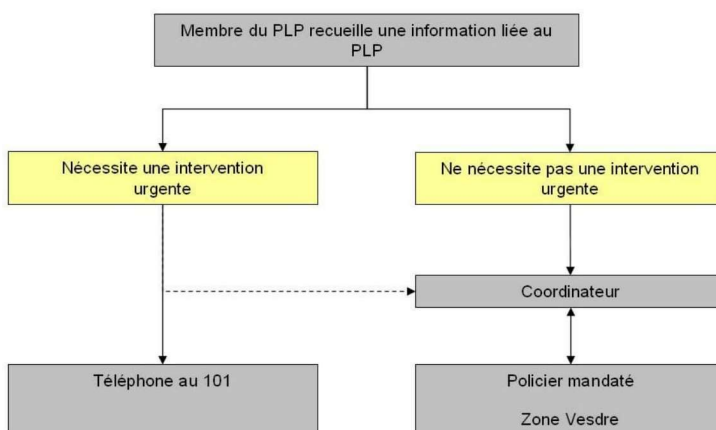 Membre du PLP recueille une information liée au
PLP
Nécessite une intervention
urgente
Ne nécessite pas une intervention
urgente
Coordinateur
Téléphone au 101
Policier mandaté
Zone Vesdre